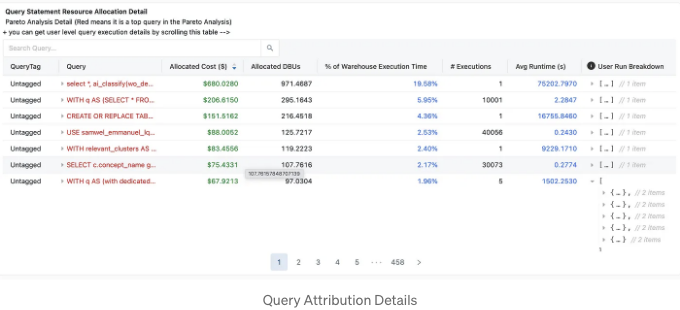 Query Statement Resource Allocation Detail
Pareto Analysis Detail (Red means it is a top query in the Pareto Analysis)
+ you can get user level query execution details by scrolling this table -->
Search Query...
QueryTag Query Allocated Cost ($) Allocated DBUs % of Warehouse Execution Time # Executions Avg Runtime (s) User Run Breakdown
Untagged select *, ai_classify(wo_de... $680.0280 971.4687 19.58% 1 75202.7970 [ … ] // 1 item
Untagged WITH q AS (SELECT * FRO... $206.6150 295.1643 5.95% 10001 2.2847 [ … ] // 1 item
Untagged CREATE OR REPLACE TAB... $151.5162 216.4518 4.36% 1 16755.8460 [ … ] // 1 item
Untagged USE samwel_emmanuel_lq... $88.0052 125.7217 2.53% 40056 0.2430 [ … ] // 1 item
Untagged WITH relevant_clusters AS $83.4556 119.2223 2.40% 1 9229.1710 [ … ] // 1 item
Untagged SELECT c.concept_name g... $75.4331 107.7616 2.17% 30073 0.2774 [ … ] // 1 item
Untagged WITH q AS (with dedicated... $67.9213 97.0304 1.96% 5 1502.2530 [
{ … }, // 2 items
{ … }, // 2 items
{ … }, // 2 items
{ … } // 2 items
1 2 3 4 5 ••• 458 >
Query Attribution Details